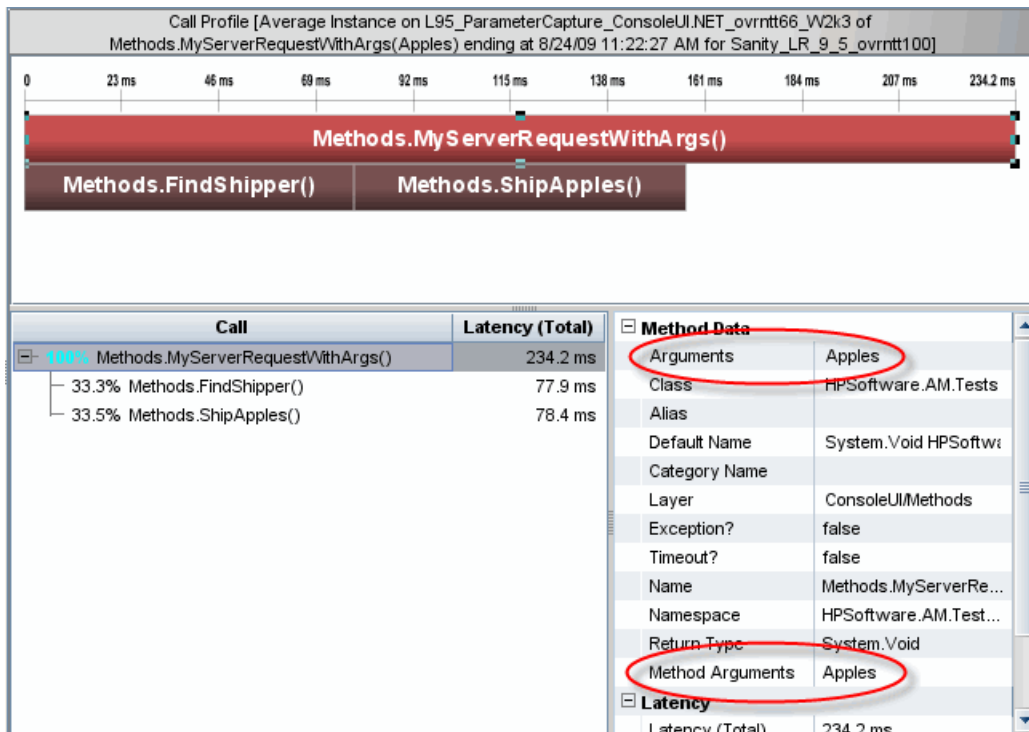 Call Profile [Average Instance on L95_ParameterCapture_ConsoleUI.NET_ovrntt66_W2k3 of
Methods.MyServerRequestWithArgs(Apples) ending at 8/24/09 11:22:27 AM for Sanity_LR_9_5_ovrntt100]
0 23 ms 46 ms 69 ms 92 ms 115 ms 138 ms 161 ms 184 ms 207 ms 234.2 ms
Methods.MyServerRequestWithArgs()
Methods.FindShipper() Methods.ShipApples()
Call Latency (Total)
100% Methods.MyServerRequestWithArgs() 234.2 ms
33.3% Methods.FindShipper() 77.9 ms
33.5% Methods.ShipApples() 78.4 ms
Method Data
Arguments Apples
Class HPSoftware.AM.Tests
Alias
Default Name System.Void HPSoftwa
Category Name
Layer ConsoleUI/Methods
Exception? false
Timeout? false
Name Methods.MyServerRe...
Namespace HPSoftware.AM.Test...
Return Type System.Void
Method Arguments Apples
Latency
Latency (Total) 234.2 ms